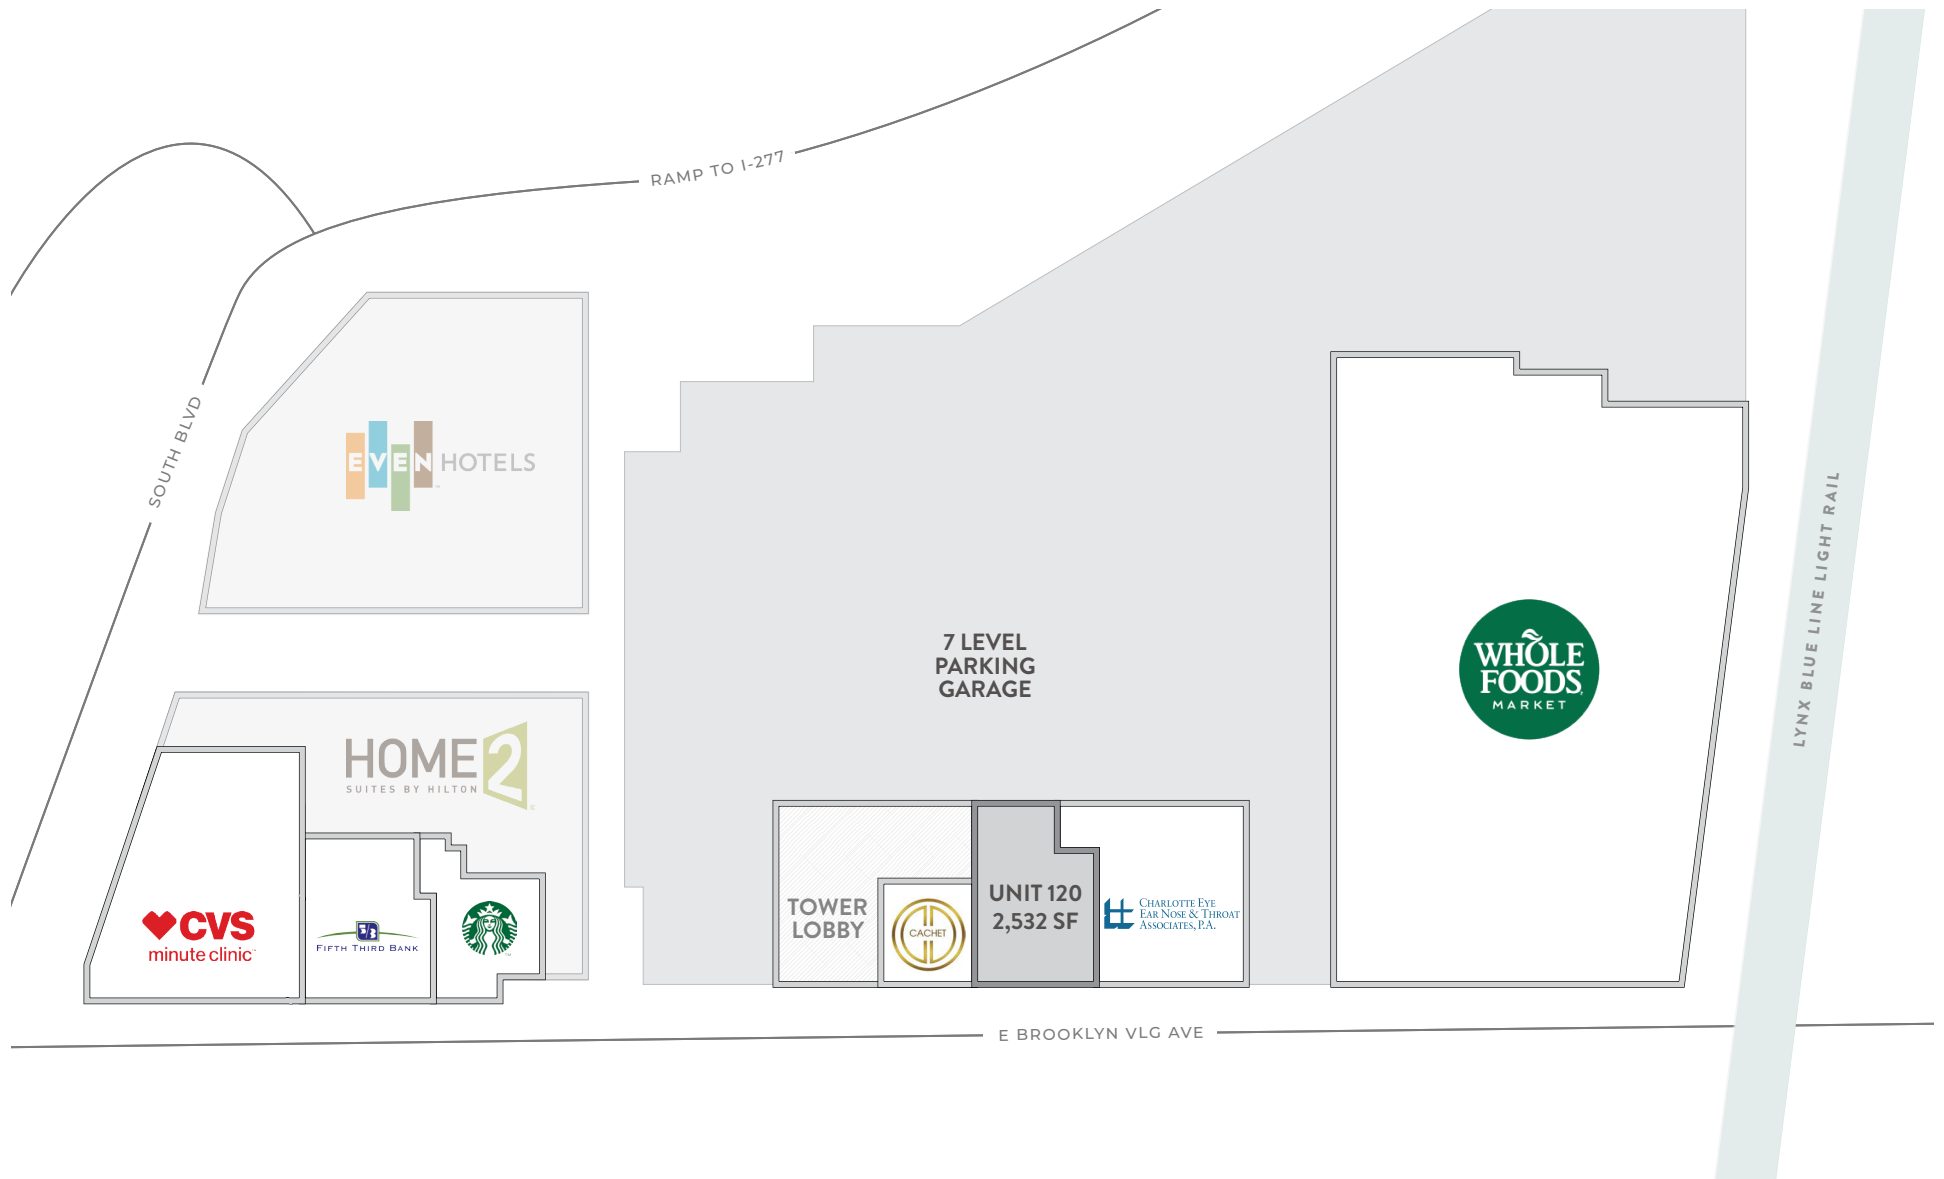 RAMP TO I-277
SOUTH BLVD
EVEN HOTELS
LYNX BLUE LINE LIGHT RAIL
7 LEVEL
PARKING
GARAGE
WHOLE
FOODS
MARKET
HOME2
SUITES BY HILTON
CVS
minute clinic
FIFTH THIRD BANK
TOWER
LOBBY
CACHET
UNIT 120
2,532 SF
CHARLOTTE EYE
EAR NOSE & THROAT
ASSOCIATES, P.A.
E BROOKLYN VLG AVE